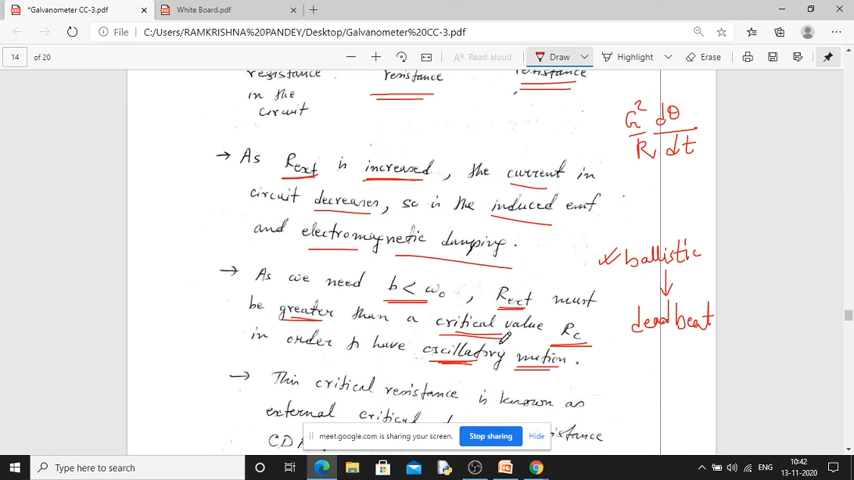 *Galvanometer CC-3.pdf
White Board.pdf
C:/Users/RAMKRISHNA%20PANDEY/Desktop/Galvanometer%20CC-3.pdf
14 of 20
Read aloud
Draw
Highlight
Erase
resistance resistance resistance
in the
circuit
G² dθ
R dt
→ As Rext is increased, the current in
circuit decreases, so is the induced emf
and electromagnetic damping.
ballistic
↓
dead beat
→ As we need b < ω₀, Rext must
be greater than a critical value Rc
in order to have oscillatory motion.
→ This critical resistance is known as
external critical
CD
meet.google.com is sharing your screen.
Stop sharing
Hide
istance
Type here to search
ENG
10:42
13-11-2020